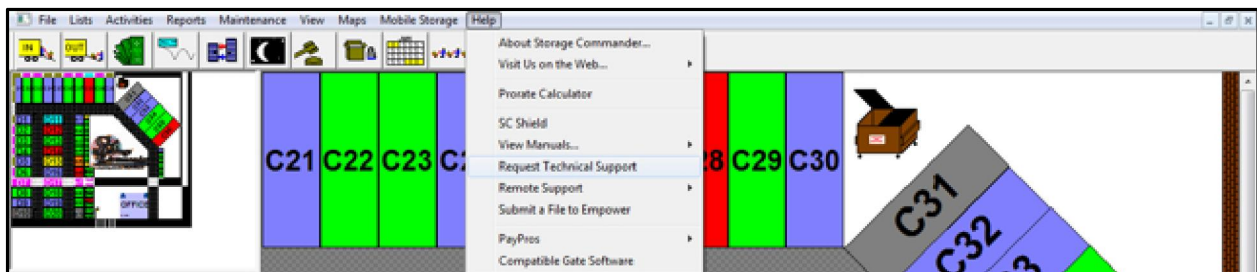 File Lists Activities Reports Maintenance View Maps Mobile Storage Help
IN OUT
About Storage Commander...
Visit Us on the Web...
Prorate Calculator
SC Shield
View Manuals...
Request Technical Support
Remote Support
Submit a File to Empower
PayPros
Compatible Gate Software
C21 C22 C23 C29 C30
C31
C32
OFFICE